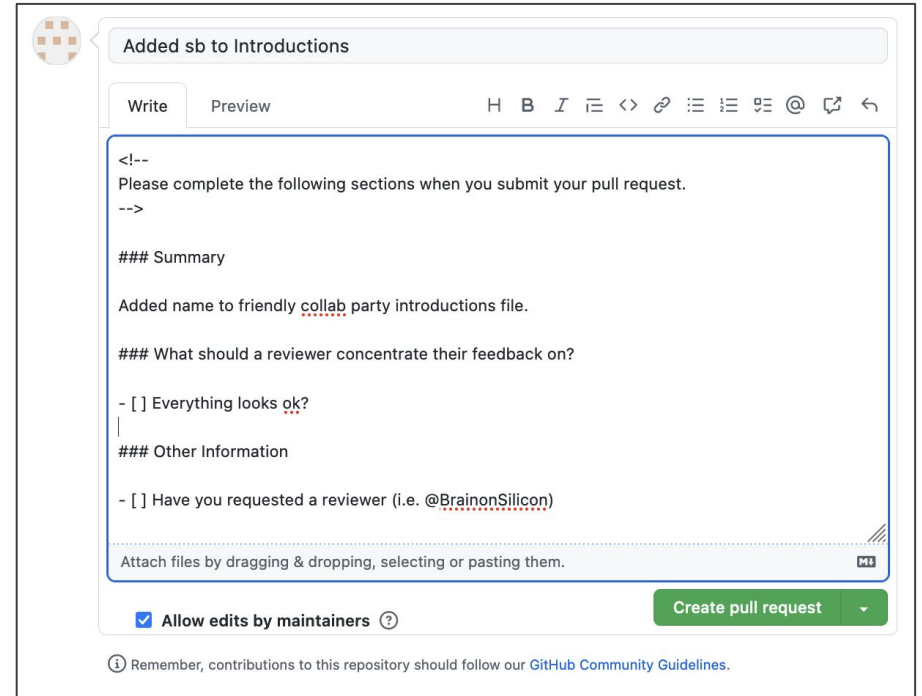 Added sb to Introductions
Write Preview
<!--
Please complete the following sections when you submit your pull request.
-->
### Summary
Added name to friendly collab party introductions file.
### What should a reviewer concentrate their feedback on?
- [ ] Everything looks ok?
### Other Information
- [ ] Have you requested a reviewer (i.e. @BrainonSilicon)
Attach files by dragging & dropping, selecting or pasting them.
Allow edits by maintainers
Create pull request
Remember, contributions to this repository should follow our GitHub Community Guidelines.